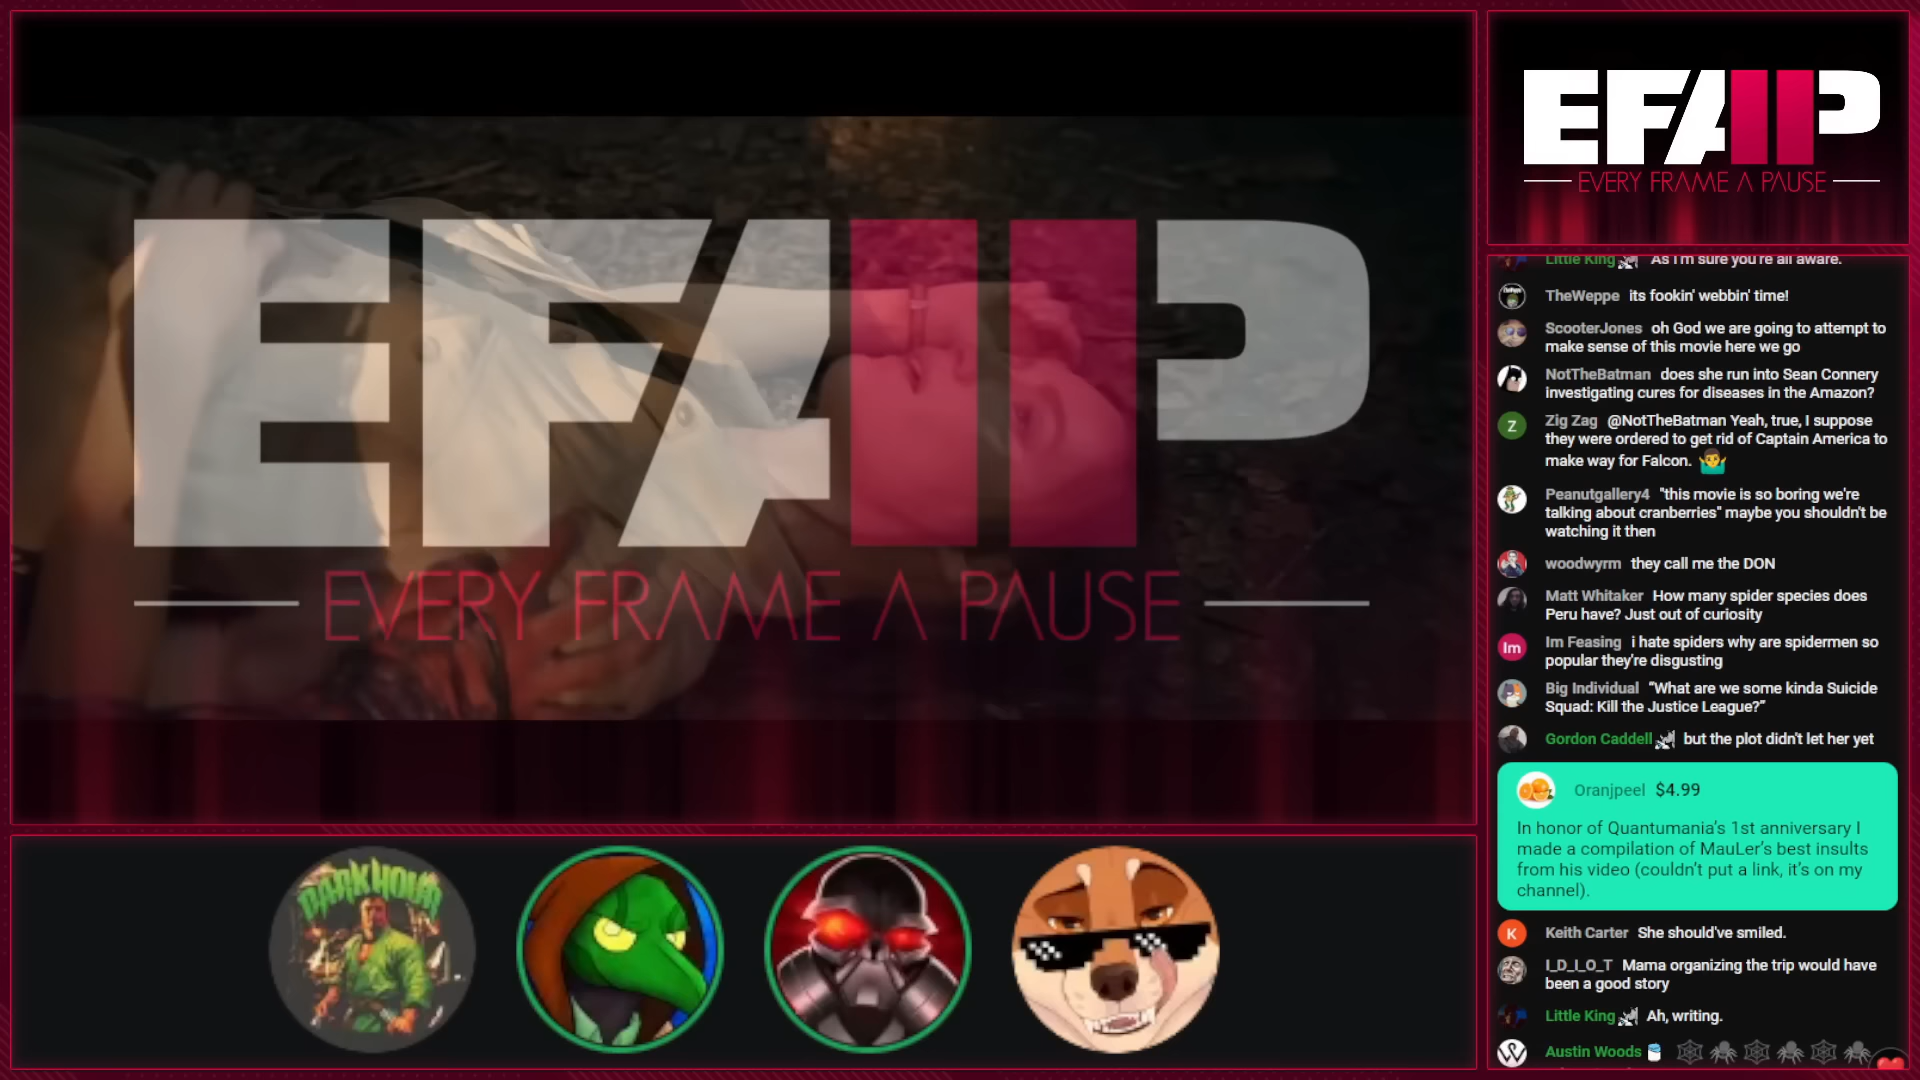 EFAP
EVERY FRAME A PAUSE
EFAP
EVERY FRAME A PAUSE
Little King As I'm sure you're all aware.
TheWeppe its fookin' webbin' time!
ScooterJones oh God we are going to attempt to
make sense of this movie here we go
NotTheBatman does she run into Sean Connery
investigating cures for diseases in the Amazon?
Z
Zig Zag @NotTheBatman Yeah, true, I suppose
they were ordered to get rid of Captain America to
make way for Falcon. 🤷‍♂️
Peanutgallery4 "this movie is so boring we're
talking about cranberries" maybe you shouldn't be
watching it then
woodwyrm they call me the DON
Matt Whitaker How many spider species does
Peru have? Just out of curiosity
Im
Im Feasing i hate spiders why are spidermen so
popular they're disgusting
Big Individual “What are we some kinda Suicide
Squad: Kill the Justice League?”
Gordon Caddell but the plot didn't let her yet
Oranjpeel $4.99
In honor of Quantumania’s 1st anniversary I
made a compilation of MauLer’s best insults
from his video (couldn’t put a link, it’s on my
channel).
K
Keith Carter She should've smiled.
I_D_I_O_T Mama organizing the trip would have
been a good story
Little King Ah, writing.
Austin Woods 🕸🕷🕸🕷🕸🕷
DARK HOUR